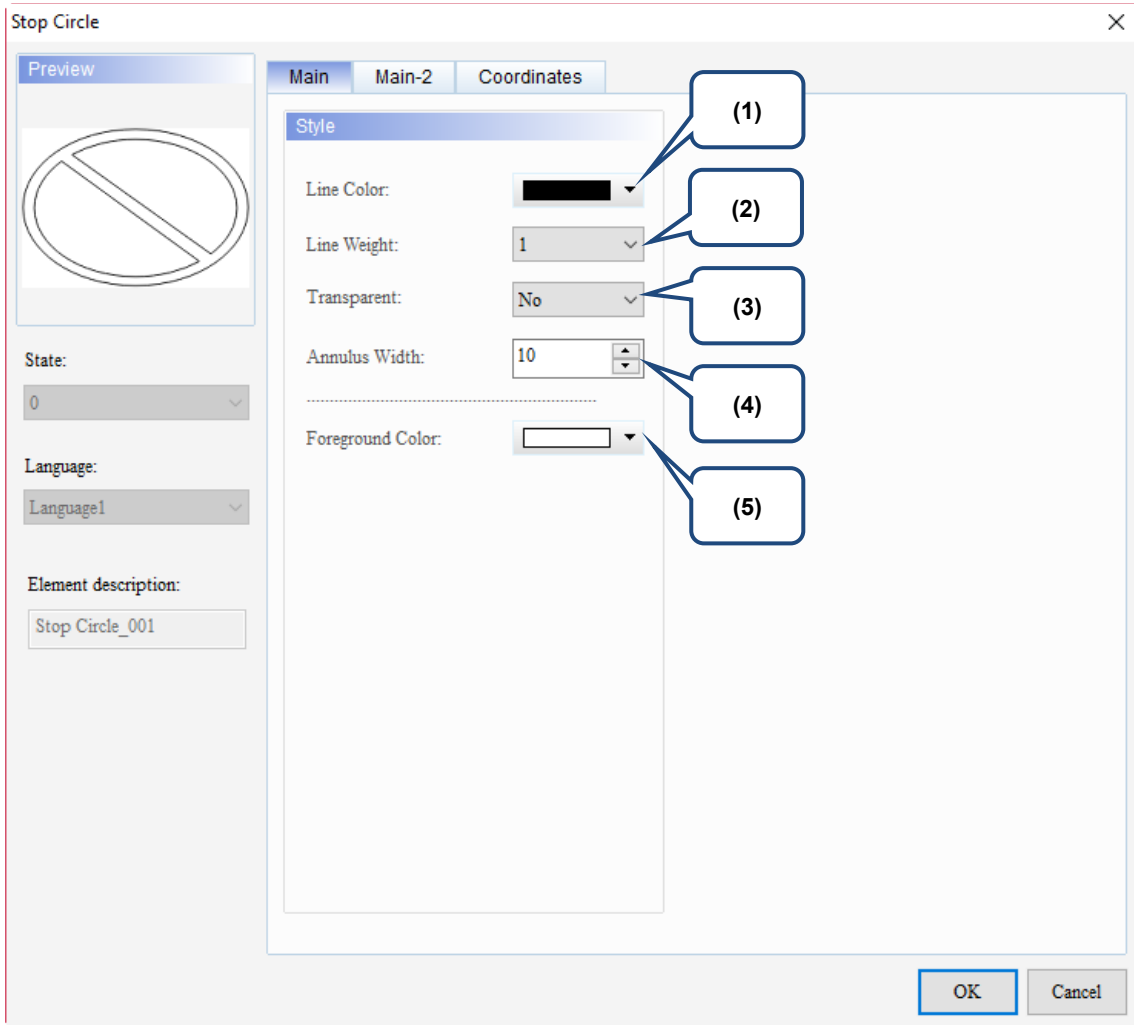 Stop Circle
Preview
Main
Main-2
Coordinates
Style
(1)
Line Color:
(2)
Line Weight:
1
Transparent:
No
(3)
Annulus Width:
10
(4)
Foreground Color:
(5)
State:
0
Language:
Language1
Element description:
Stop Circle_001
OK
Cancel